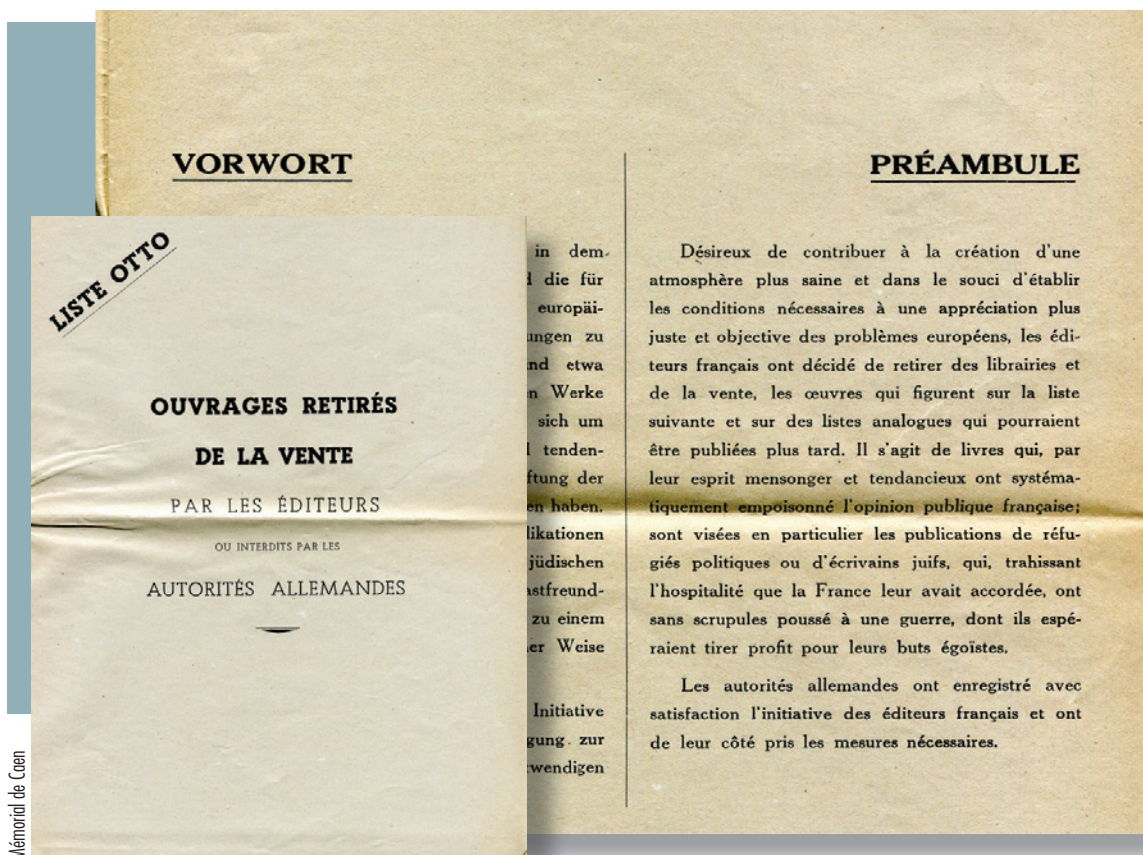 VORWORT
in dem-
die für
europäi-
ungen zu
nd etwa
n Werke
sich um
tenden-
ftung der
en haben.
likationen
jüdischen
astfreund-
zu einem
er Weise
Initiative
gung zur
wendigen
PRÉAMBULE
Désireux de contribuer à la création d'une
atmosphère plus saine et dans le souci d'établir
les conditions nécessaires à une appréciation plus
juste et objective des problèmes européens, les édi-
teurs français ont décidé de retirer des librairies et
de la vente, les œuvres qui figurent sur la liste
suivante et sur des listes analogues qui pourraient
être publiées plus tard. Il s'agit de livres qui, par
leur esprit mensonger et tendancieux ont systéma-
tiquement empoisonné l'opinion publique française;
sont visées en particulier les publications de réfu-
giés politiques ou d'écrivains juifs, qui, trahissant
l'hospitalité que la France leur avait accordée, ont
sans scrupules poussé à une guerre, dont ils espé-
raient tirer profit pour leurs buts égoïstes.
Les autorités allemandes ont enregistré avec
satisfaction l'initiative des éditeurs français et ont
de leur côté pris les mesures nécessaires.
LISTE OTTO
OUVRAGES RETIRÉS
DE LA VENTE
PAR LES ÉDITEURS
OU INTERDITS PAR LES
AUTORITÉS ALLEMANDES
Mémorial de Caen